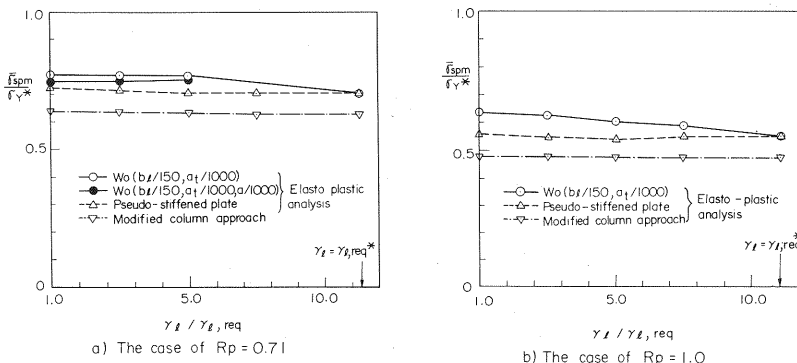 1.0
σ̄spm
σY*
0.5
Wo(bℓ/150, at/1000)
Wo(bℓ/150, at/1000, a/1000)
Pseudo-stiffened plate
Modified column approach
Elasto plastic
analysis
γℓ = γℓ,req*
0
1.0
5.0
10.0
γℓ / γℓ, req
a) The case of Rp = 0.71
1.0
σ̄spm
σY*
0.5
Wo(bℓ/150, at/1000)
Pseudo-stiffened plate
Modified column approach
Elasto-plastic
analysis
γℓ = γℓ,req*
0
1.0
5.0
10.0
γℓ / γℓ, req
b) The case of Rp = 1.0